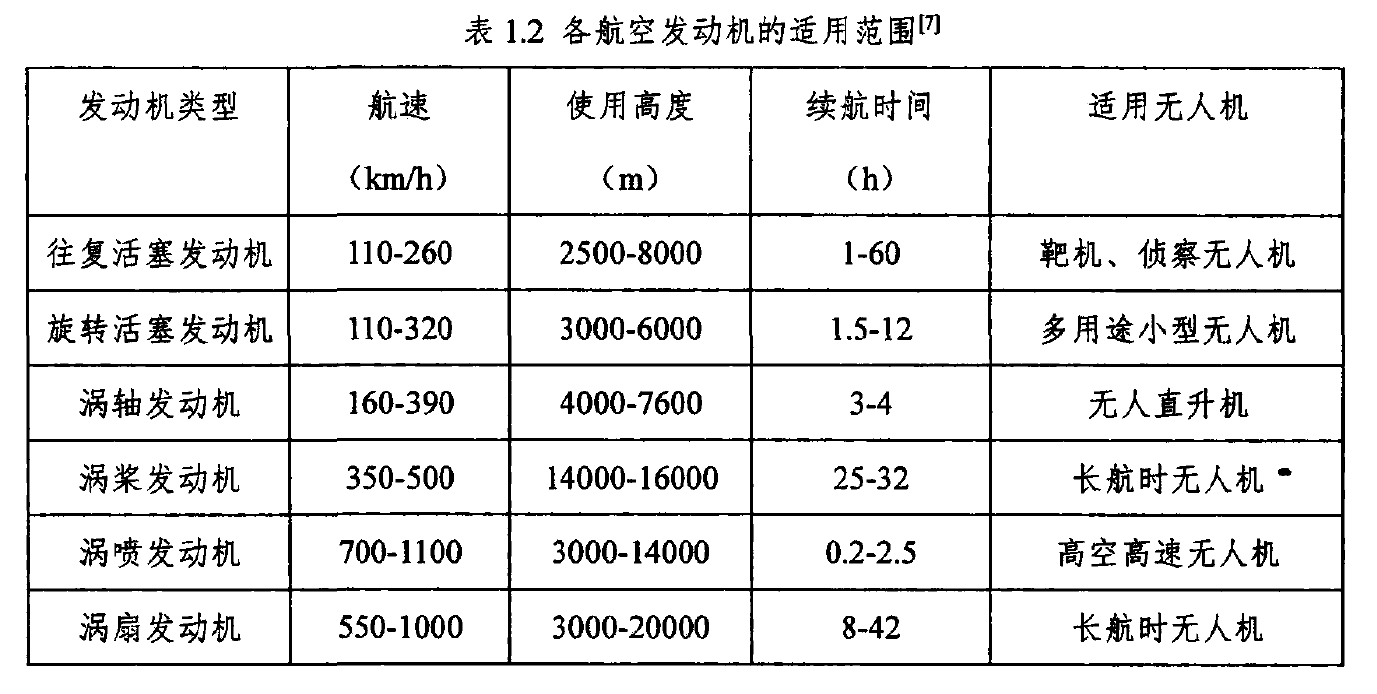 表 1.2 各航空发动机的适用范围[7]
发动机类型 航速 使用高度 续航时间 适用无人机
（km/h） （m） （h）
往复活塞发动机 110-260 2500-8000 1-60 靶机、侦察无人机
旋转活塞发动机 110-320 3000-6000 1.5-12 多用途小型无人机
涡轴发动机 160-390 4000-7600 3-4 无人直升机
涡桨发动机 350-500 14000-16000 25-32 长航时无人机
涡喷发动机 700-1100 3000-14000 0.2-2.5 高空高速无人机
涡扇发动机 550-1000 3000-20000 8-42 长航时无人机